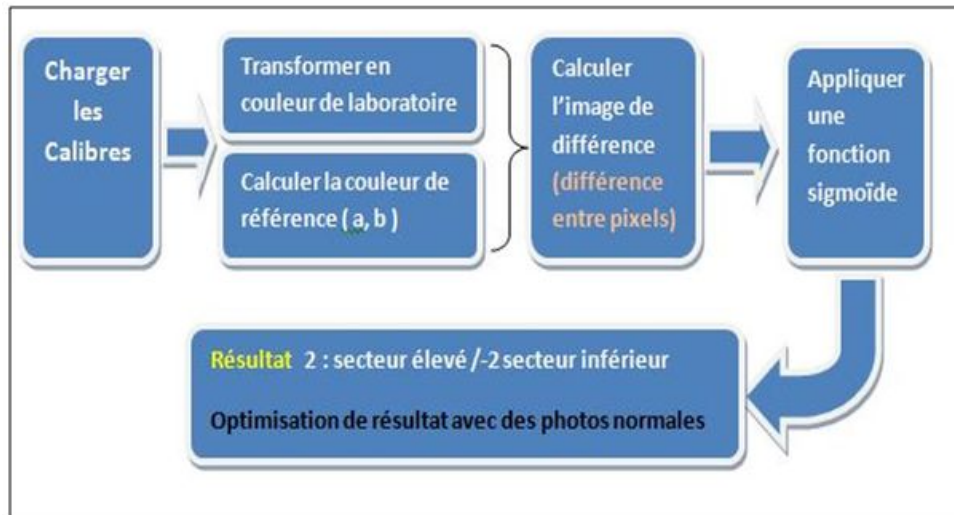 Charger
les
Calibres
Transformer en
couleur de laboratoire
Calculer la couleur de
référence ( a, b )
Calculer
l'image de
différence
(différence
entre pixels)
Appliquer
une
fonction
sigmoïde
Résultat 2 : secteur élevé /-2 secteur inférieur
Optimisation de résultat avec des photos normales